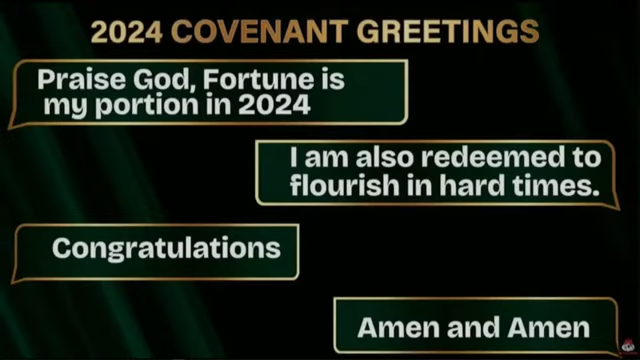 2024 COVENANT GREETINGS
Praise God, Fortune is
my portion in 2024
I am also redeemed to
flourish in hard times.
Congratulations
Amen and Amen